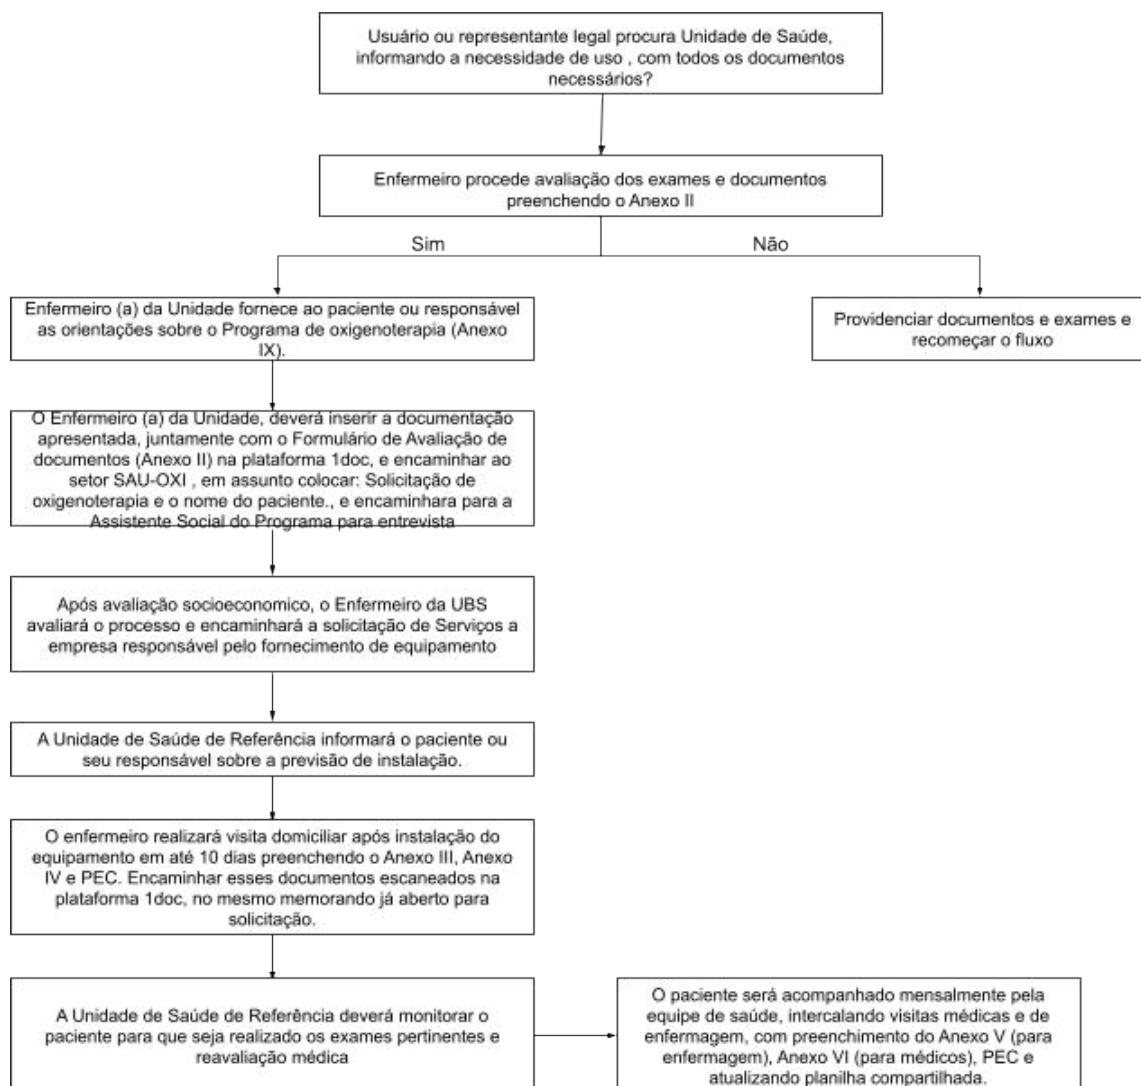 Usuário ou representante legal procura Unidade de Saúde,
informando a necessidade de uso , com todos os documentos
necessários?
Enfermeiro procede avaliação dos exames e documentos
preenchendo o Anexo II
Sim
Não
Enfermeiro (a) da Unidade fornece ao paciente ou responsável
as orientações sobre o Programa de oxigenoterapia (Anexo
IX).
Providenciar documentos e exames e
recomeçar o fluxo
O Enfermeiro (a) da Unidade, deverá inserir a documentação
apresentada, juntamente com o Formulário de Avaliação de
documentos (Anexo II) na plataforma 1doc, e encaminhar ao
setor SAU-OXI , em assunto colocar: Solicitação de
oxigenoterapia e o nome do paciente., e encaminhara para a
Assistente Social do Programa para entrevista
Após avaliação socioeconomico, o Enfermeiro da UBS
avaliará o processo e encaminhará a solicitação de Serviços a
empresa responsável pelo fornecimento de equipamento
A Unidade de Saúde de Referência informará o paciente ou
seu responsável sobre a previsão de instalação.
O enfermeiro realizará visita domiciliar após instalação do
equipamento em até 10 dias preenchendo o Anexo III, Anexo
IV e PEC. Encaminhar esses documentos escaneados na
plataforma 1doc, no mesmo memorando já aberto para
solicitação.
A Unidade de Saúde de Referência deverá monitorar o
paciente para que seja realizado os exames pertinentes e
reavaliação médica
O paciente será acompanhado mensalmente pela
equipe de saúde, intercalando visitas médicas e de
enfermagem, com preenchimento do Anexo V (para
enfermagem), Anexo VI (para médicos), PEC e
atualizando planilha compartilhada.